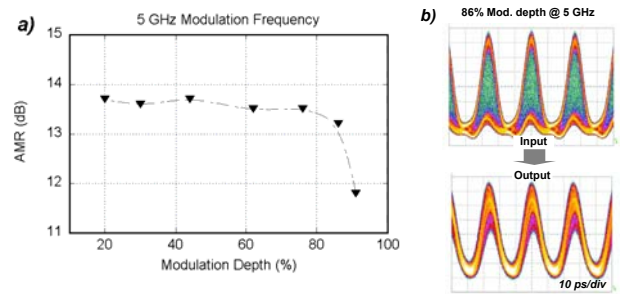 a)
5 GHz Modulation Frequency
15
14
13
12
11
AMR (dB)
20 40 60 80 100
Modulation Depth (%)
b)
86% Mod. depth @ 5 GHz
Input
Output
10 ps/div